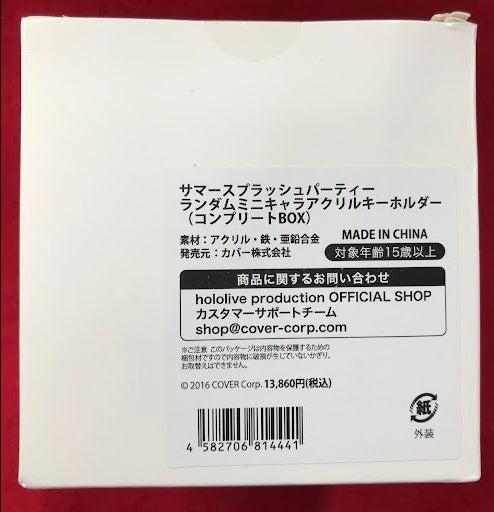 サマースプラッシュパーティー
ランダムミニキャラアクリルキーホルダー
（コンプリートBOX）
素材：アクリル・鉄・亜鉛合金
MADE IN CHINA
発売元：カバー株式会社
対象年齢15歳以上
商品に関するお問い合わせ
hololive production OFFICIAL SHOP
カスタマーサポートチーム
shop@cover-corp.com
※ご注意 このパッケージは内容物を保護するための
梱包材ですので内容物に破損が生じていないかぎり、
お取替えはできません。
© 2016 COVER Corp. 13,860円(税込)
4 582706 814441
紙
外装